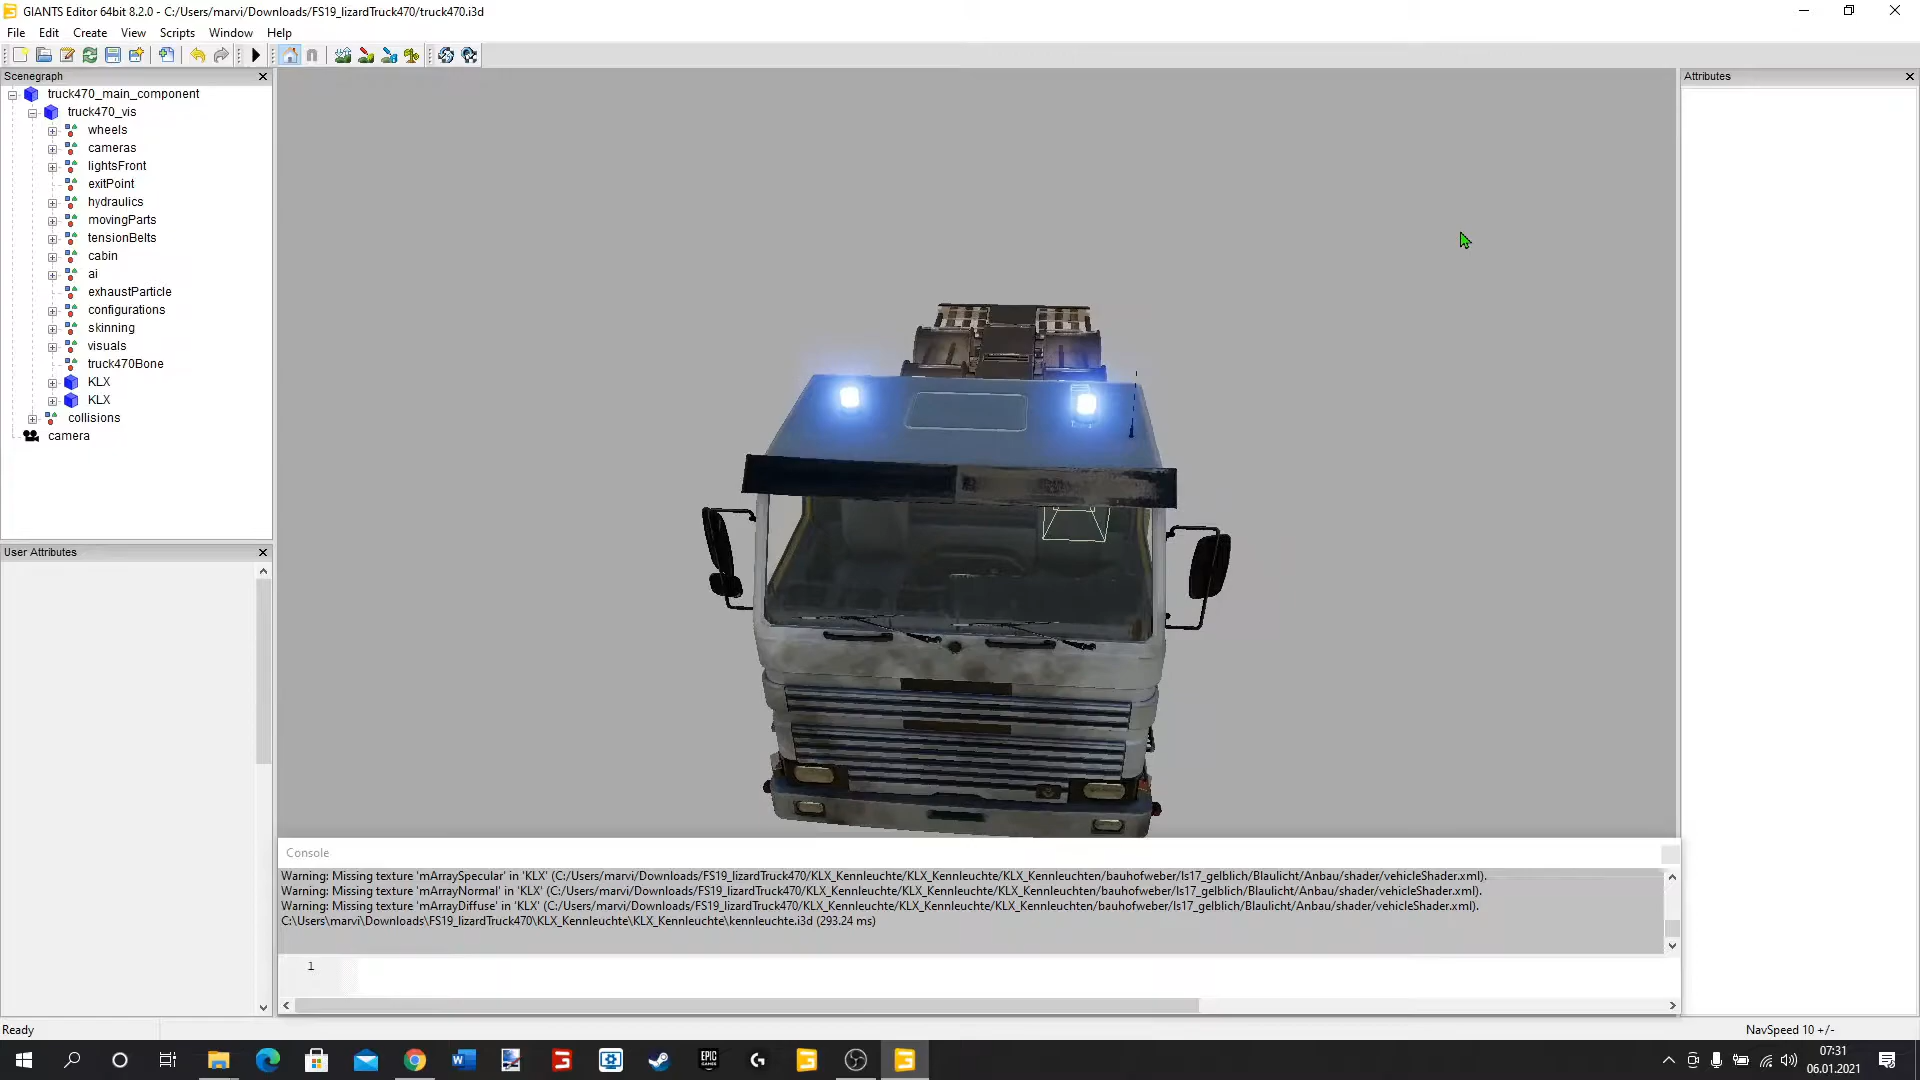 GIANTS Editor 64bit 8.2.0 - C:/Users/marvi/Downloads/FS19_lizardTruck470/truck470.i3d
File Edit Create View Scripts Window Help
Scenegraph
Attributes
truck470_main_component
truck470_vis
wheels
cameras
lightsFront
exitPoint
hydraulics
movingParts
tensionBelts
cabin
ai
exhaustParticle
configurations
skinning
visuals
truck470Bone
KLX
KLX
collisions
camera
User Attributes
Console
Warning: Missing texture 'mArraySpecular' in 'KLX' (C:/Users/marvi/Downloads/FS19_lizardTruck470/KLX_Kennleuchte/KLX_Kennleuchte/KLX_Kennleuchten/bauhofweber/ls17_gelblich/Blaulicht/Anbau/shader/vehicleShader.xml).
Warning: Missing texture 'mArrayNormal' in 'KLX' (C:/Users/marvi/Downloads/FS19_lizardTruck470/KLX_Kennleuchte/KLX_Kennleuchte/KLX_Kennleuchten/bauhofweber/ls17_gelblich/Blaulicht/Anbau/shader/vehicleShader.xml).
Warning: Missing texture 'mArrayDiffuse' in 'KLX' (C:/Users/marvi/Downloads/FS19_lizardTruck470/KLX_Kennleuchte/KLX_Kennleuchte/KLX_Kennleuchten/bauhofweber/ls17_gelblich/Blaulicht/Anbau/shader/vehicleShader.xml).
C:\Users\marvi\Downloads\FS19_lizardTruck470\KLX_Kennleuchte\KLX_Kennleuchte\kennleuchte.i3d (293.24 ms)
1
Ready
NavSpeed 10 +/-
EPIC
07:31
06.01.2021